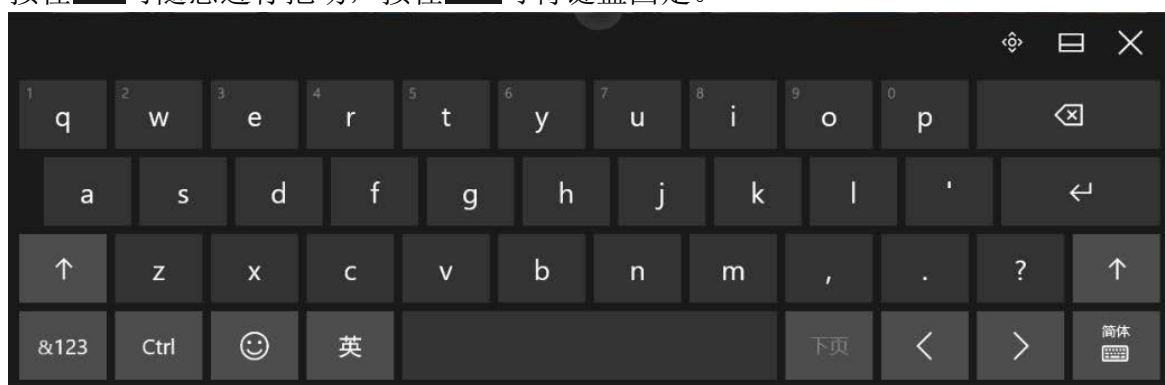 1 q 2 w 3 e 4 r 5 t 6 y 7 u 8 i 9 o 0 p
a s d f g h j k l '
z x c v b n m , . ?
&123 Ctrl 英 下页 简体